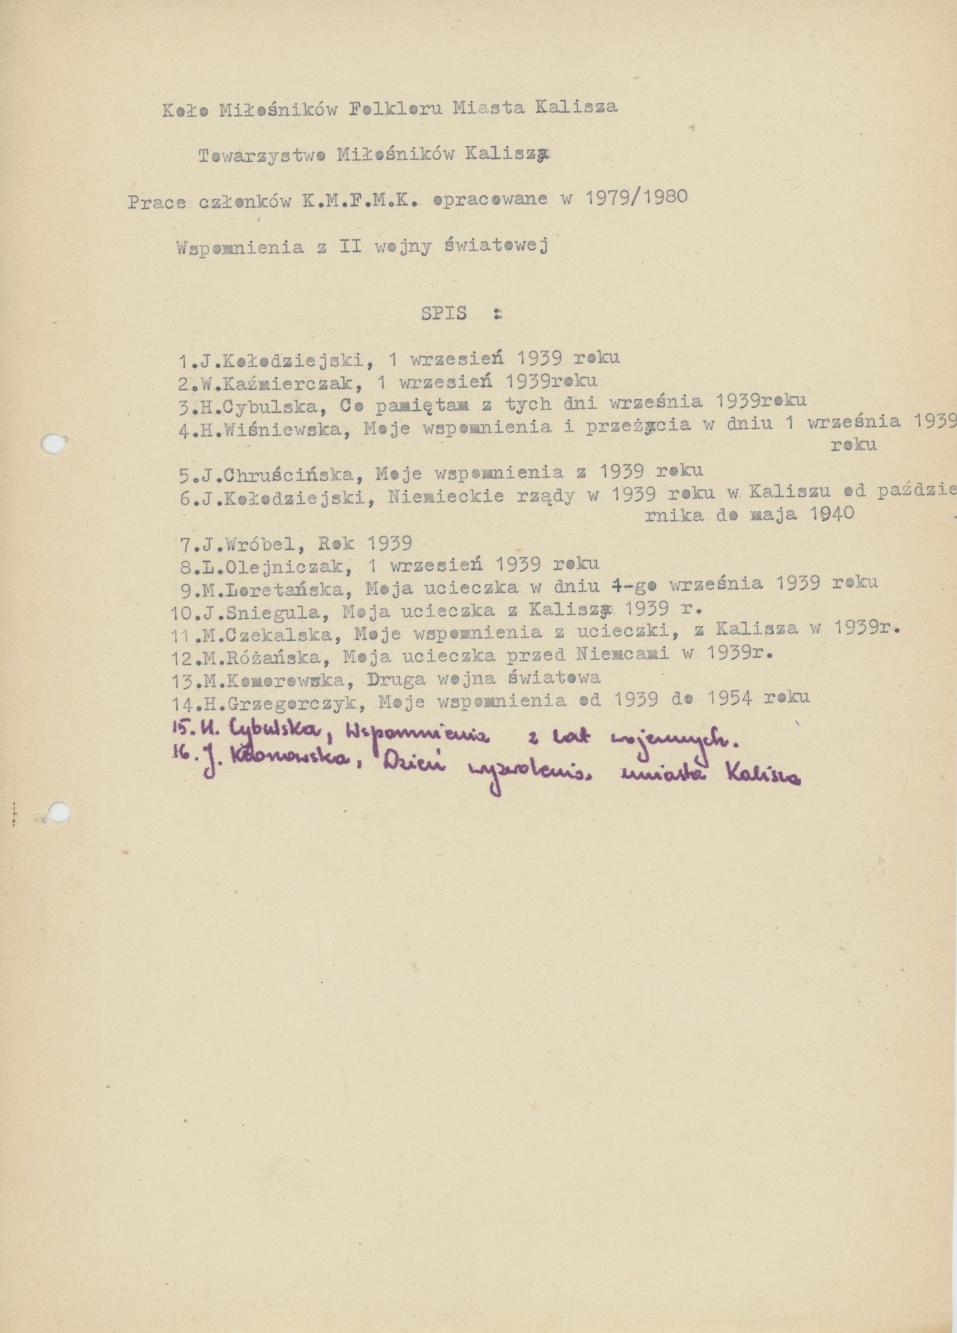 Koło Miłośników Folkloru Miasta Kalisza
Towarzystwo Miłośników Kalisza
Prace członków K.M.F.M.K. opracowane w 1979/1980
Wspomnienia z II wojny światowej
SPIS :
1.J.Kołodziejski, 1 wrzesień 1939 roku
2.W.Kaźmierczak, 1 wrzesień 1939roku
3.H.Cybulska, Co pamiętam z tych dni września 1939roku
4.H.Wiśniewska, Moje wspomnienia i przeżycia w dniu 1 września 1939
roku
5.J.Chruścińska, Moje wspomnienia z 1939 roku
6.J.Kołodziejski, Niemieckie rządy w 1939 roku w Kaliszu od paździe
rnika do maja 1940
7.J.Wróbel, Rok 1939
8.L.Olejniczak, 1 wrzesień 1939 roku
9.M.Loretańska, Moja ucieczka w dniu 4-go września 1939 roku
10.J.Sniegula, Moja ucieczka z Kalisza 1939 r.
11.M.Czekalska, Moje wspomnienia z ucieczki, z Kalisza w 1939r.
12.M.Różańska, Moja ucieczka przed Niemcami w 1939r.
13.M.Komorowska, Druga wojna światowa
14.H.Grzegorczyk, Moje wspomnienia od 1939 do 1954 roku
15. H. Cybulska, Wspomnienia z lat wojennych.
16. J. Kłonowska, Dzień wyzwolenia miasta Kalisza